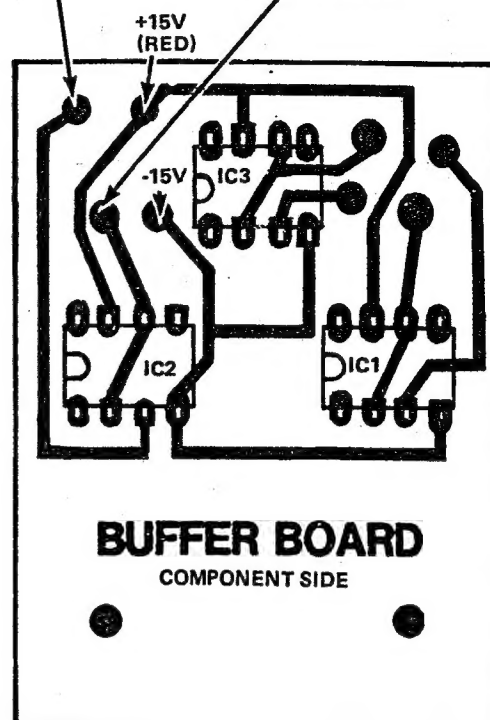 +15V
(RED)
-15V
IC3
IC2
IC1
BUFFER BOARD
COMPONENT SIDE